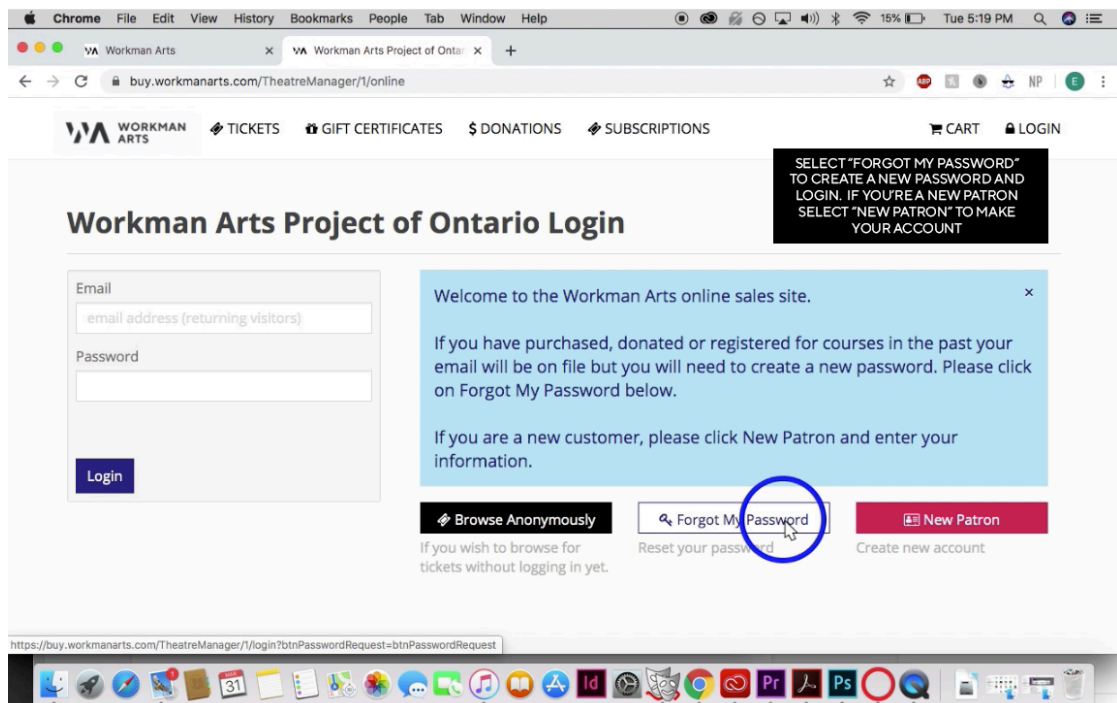 Chrome File Edit View History Bookmarks People Tab Window Help 15% Tue 5:19 PM
Workman Arts Workman Arts Project of Ontar
buy.workmanarts.com/TheatreManager/1/online ABP NP E
WORKMAN ARTS TICKETS GIFT CERTIFICATES $ DONATIONS SUBSCRIPTIONS CART LOGIN
SELECT "FORGOT MY PASSWORD"
TO CREATE A NEW PASSWORD AND
LOGIN. IF YOU'RE A NEW PATRON
SELECT "NEW PATRON" TO MAKE
YOUR ACCOUNT
Workman Arts Project of Ontario Login
Email
email address (returning visitors)
Password
Login
Welcome to the Workman Arts online sales site.
If you have purchased, donated or registered for courses in the past your
email will be on file but you will need to create a new password. Please click
on Forgot My Password below.
If you are a new customer, please click New Patron and enter your
information.
Browse Anonymously
If you wish to browse for
tickets without logging in yet.
Forgot My Password
Reset your password
New Patron
Create new account
https://buy.workmanarts.com/TheatreManager/1/login?btnPasswordRequest=btnPasswordRequest
MAR
31
Id Pr Ps